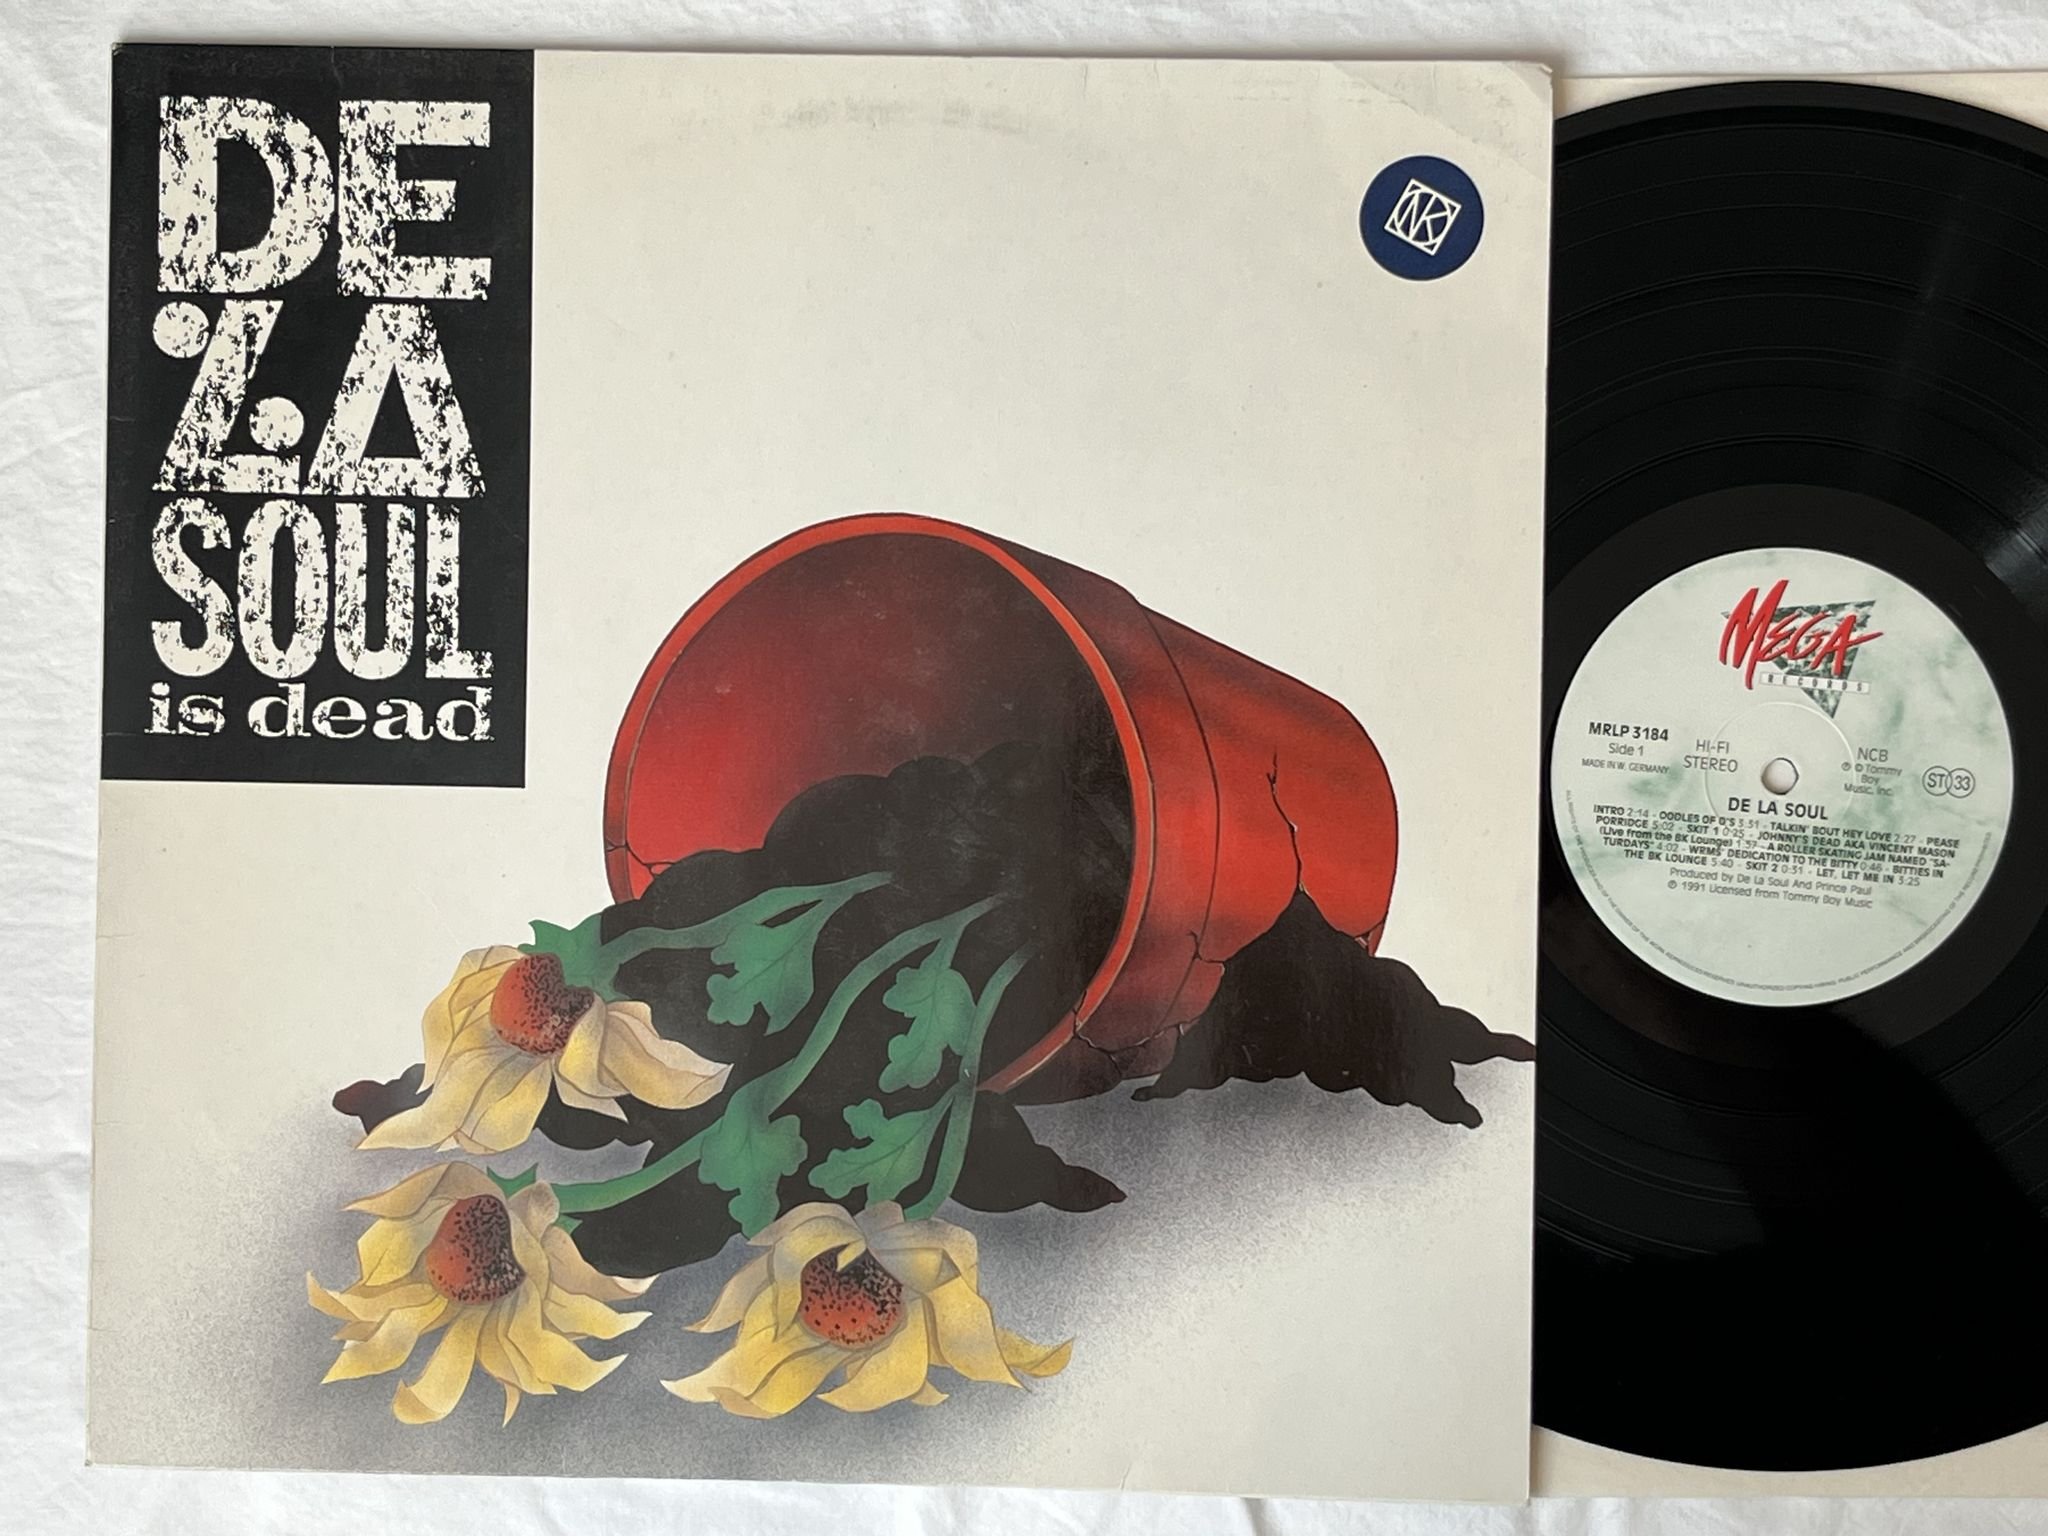 DE
LA
SOUL
is dead
NK
MEGA
RECORDS
MRLP 3184
Side 1
MADE IN W. GERMANY
HI-FI
STEREO
NCB
℗ © Tommy
Boy
Music, Inc.
ST 33
DE LA SOUL
INTRO 2:14 - OODLES OF O'S 3:31 - TALKIN' BOUT HEY LOVE 2:27 - PEASE
PORRIDGE 5:02 - SKIT 1 0:25 - JOHNNY'S DEAD AKA VINCENT MASON
(Live from the BK Lounge) 1:37 - A ROLLER SKATING JAM NAMED "SA-
TURDAYS" 4:02 - WRMS' DEDICATION TO THE BITTY 0:46 - BITTIES IN
THE BK LOUNGE 5:40 - SKIT 2 0:31 - LET, LET ME IN 3:25
Produced by De La Soul And Prince Paul
℗ 1991 Licensed from Tommy Boy Music